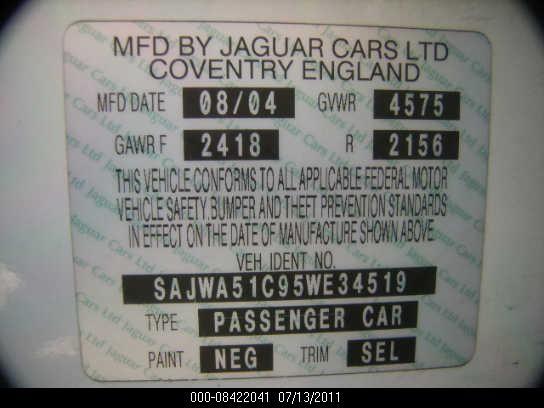 MFD BY JAGUAR CARS LTD
COVENTRY ENGLAND
MFD DATE 08/04 GVWR 4575
GAWR F 2418 R 2156
THIS VEHICLE CONFORMS TO ALL APPLICABLE FEDERAL MOTOR
VEHICLE SAFETY, BUMPER AND THEFT PREVENTION STANDARDS
IN EFFECT ON THE DATE OF MANUFACTURE SHOWN ABOVE.
VEH. IDENT NO.
SAJWA51C95WE34519
TYPE PASSENGER CAR
PAINT NEG TRIM SEL
000-08422041 07/13/2011